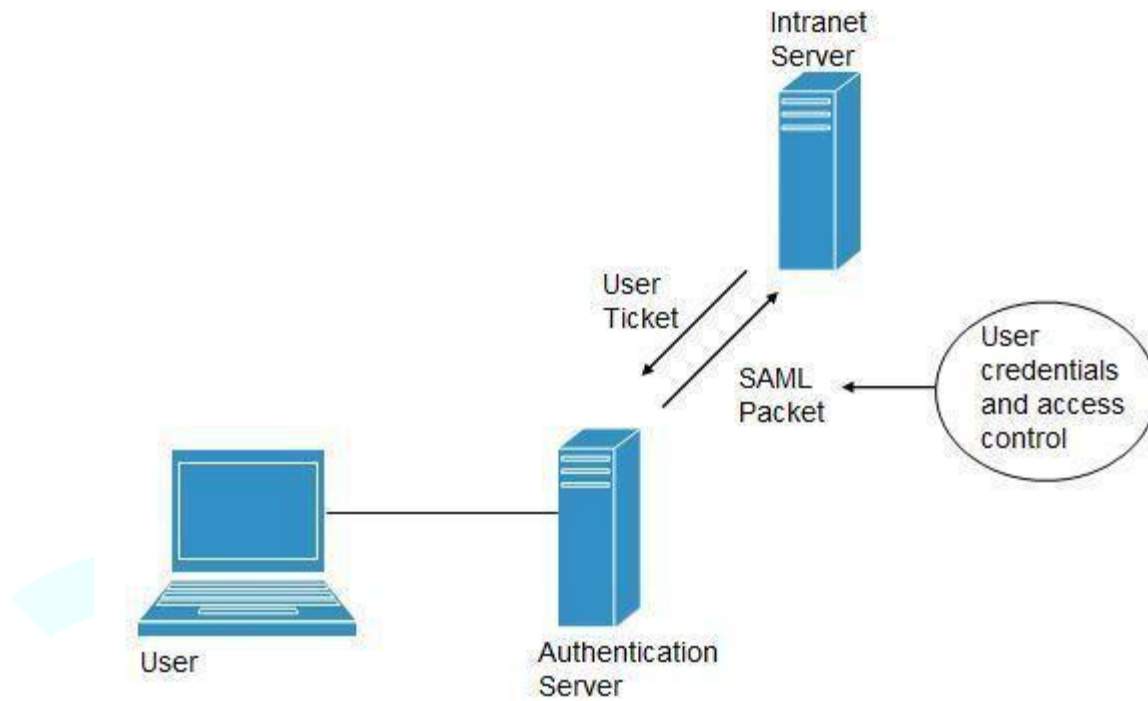 Intranet
Server
User
Ticket
SAML
Packet
User
credentials
and access
control
User
Authentication
Server